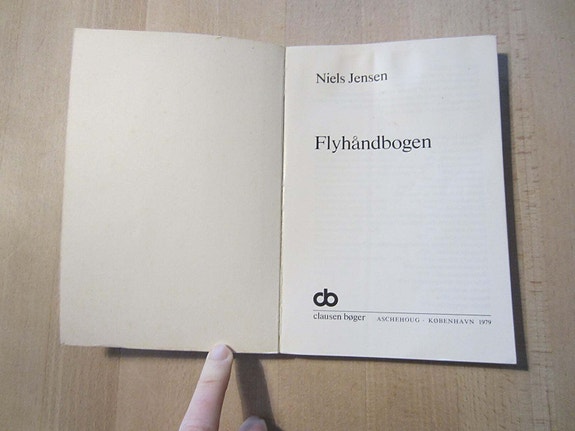 Niels Jensen
Flyhåndbogen
cb
clausen bøger ASCHEHOUG · KØBENHAVN 1979